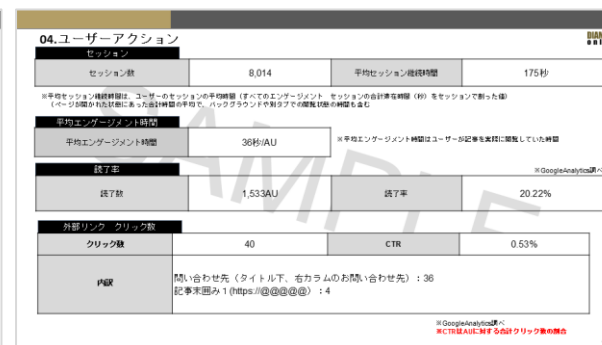 04.ユーザーアクション
DIAM
onl
セッション
セッション数 8,014 平均セッション継続時間 175秒
※平均セッション継続時間は、ユーザーのセッションの平均時間（すべてのエンゲージメント セッションの合計滞在時間（秒）をセッションで割った値）
（ページが開かれた状態にあった合計時間の平均で、バックグラウンドや別タブでの閲覧状態の時間も含む
平均エンゲージメント時間
平均エンゲージメント時間 36秒/AU ※平均エンゲージメント時間はユーザーが記事を実際に閲覧していた時間
読了率
※GoogleAnalytics調べ
読了数 1,533AU 読了率 20.22%
外部リンク クリック数
クリック数 40 CTR 0.53%
内訳
問い合わせ先（タイトル下、右カラムのお問い合わせ先）：36
記事末囲み1(https://@@@@@）：4
※GoogleAnalytics調べ
※CTRはAUに対する合計クリック数の割合
SAMPLE